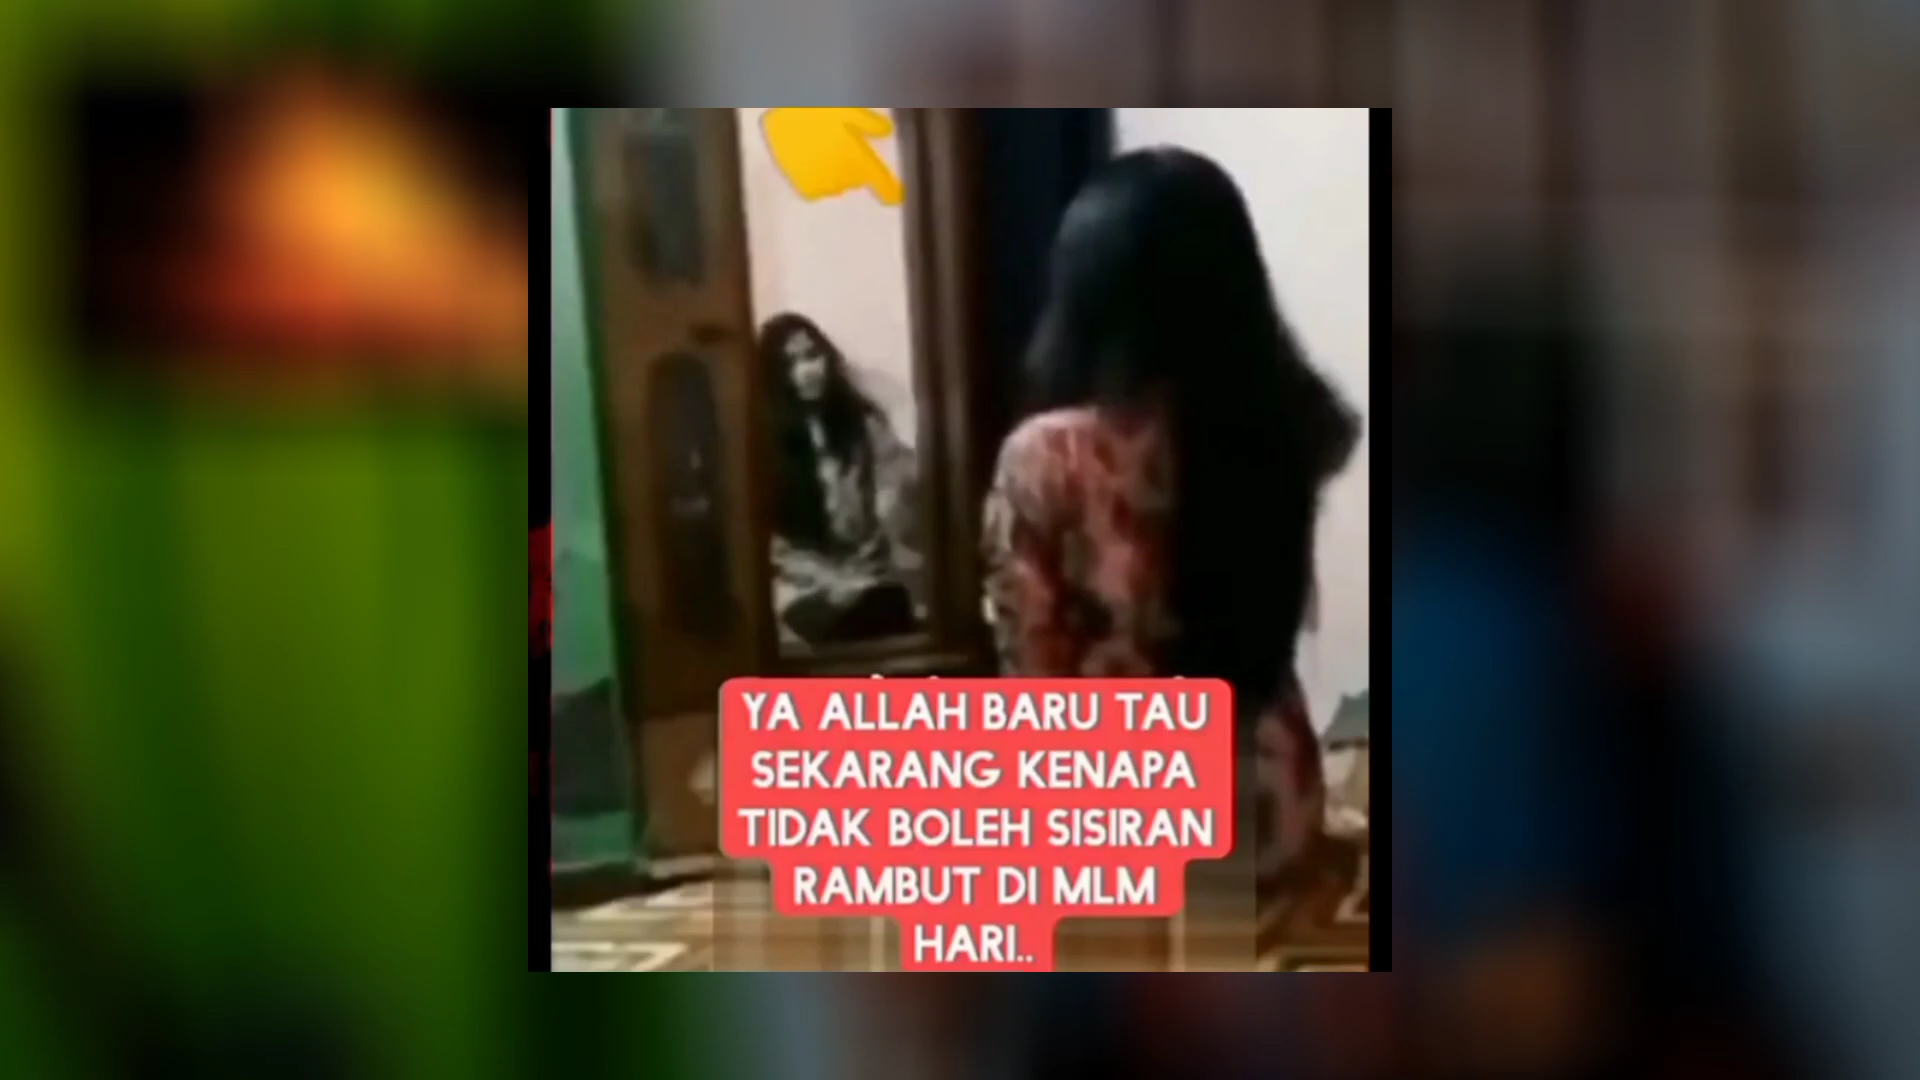 YA ALLAH BARU TAU
SEKARANG KENAPA
TIDAK BOLEH SISIRAN
RAMBUT DI MLM
HARI..